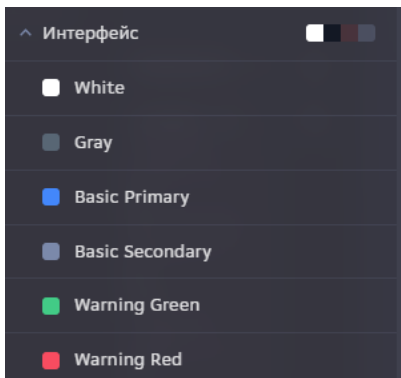 Интерфейс
White
Gray
Basic Primary
Basic Secondary
Warning Green
Warning Red